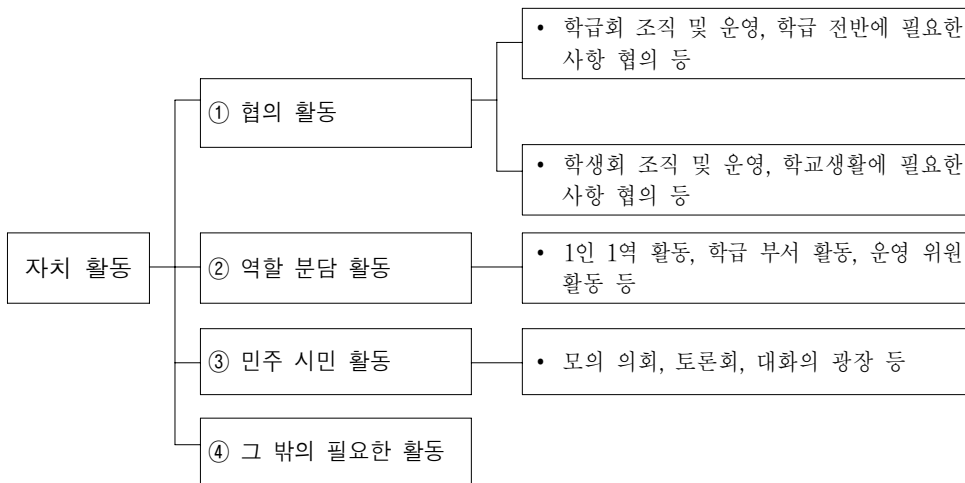 자치 활동
① 협의 활동
• 학급회 조직 및 운영, 학급 전반에 필요한
사항 협의 등
• 학생회 조직 및 운영, 학교생활에 필요한
사항 협의 등
② 역할 분담 활동
• 1인 1역 활동, 학급 부서 활동, 운영 위원
활동 등
③ 민주 시민 활동
• 모의 의회, 토론회, 대화의 광장 등
④ 그 밖의 필요한 활동